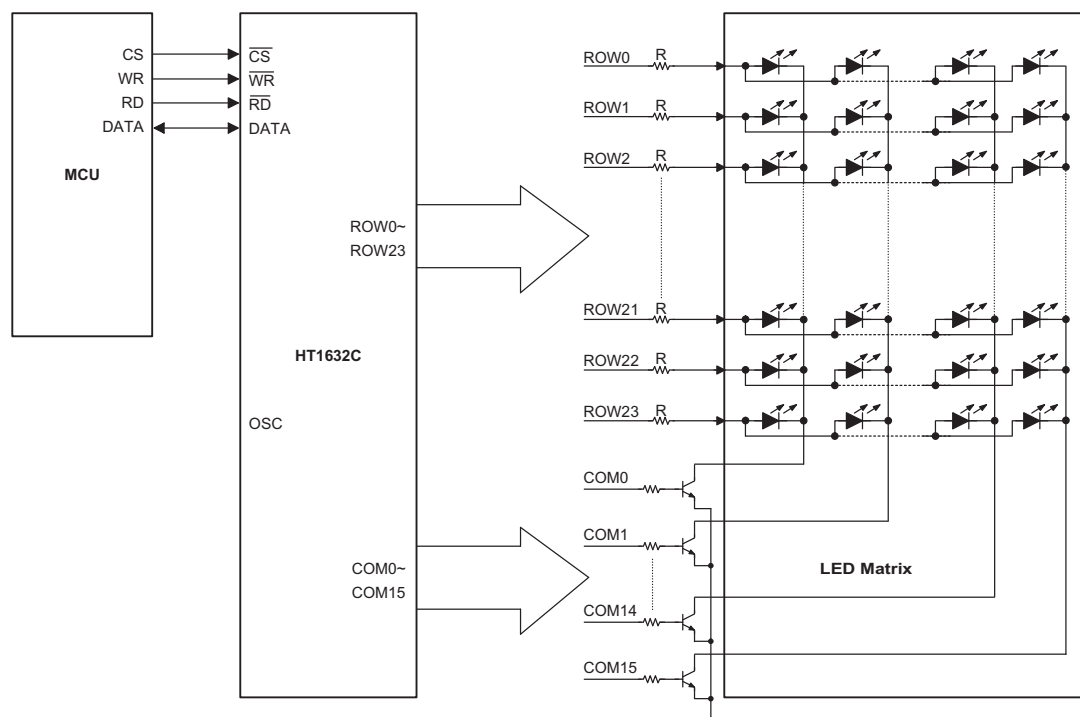 MCU
CS
WR
RD
DATA
CS
WR
RD
DATA
ROW0~
ROW23
HT1632C
OSC
COM0~
COM15
ROW0 R
ROW1 R
ROW2 R
ROW21 R
ROW22 R
ROW23 R
COM0
COM1
COM14
COM15
LED Matrix